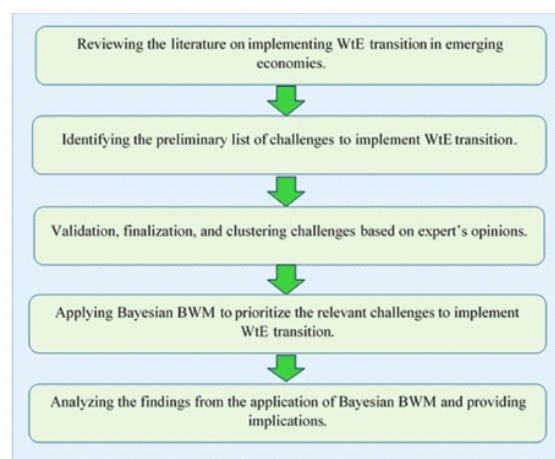 Reviewing the literature on implementing WtE transition in emerging
economies.
Identifying the preliminary list of challenges to implement WtE transition.
Validation, finalization, and clustering challenges based on expert’s opinions.
Applying Bayesian BWM to prioritize the relevant challenges to implement
WtE transition.
Analyzing the findings from the application of Bayesian BWM and providing
implications.